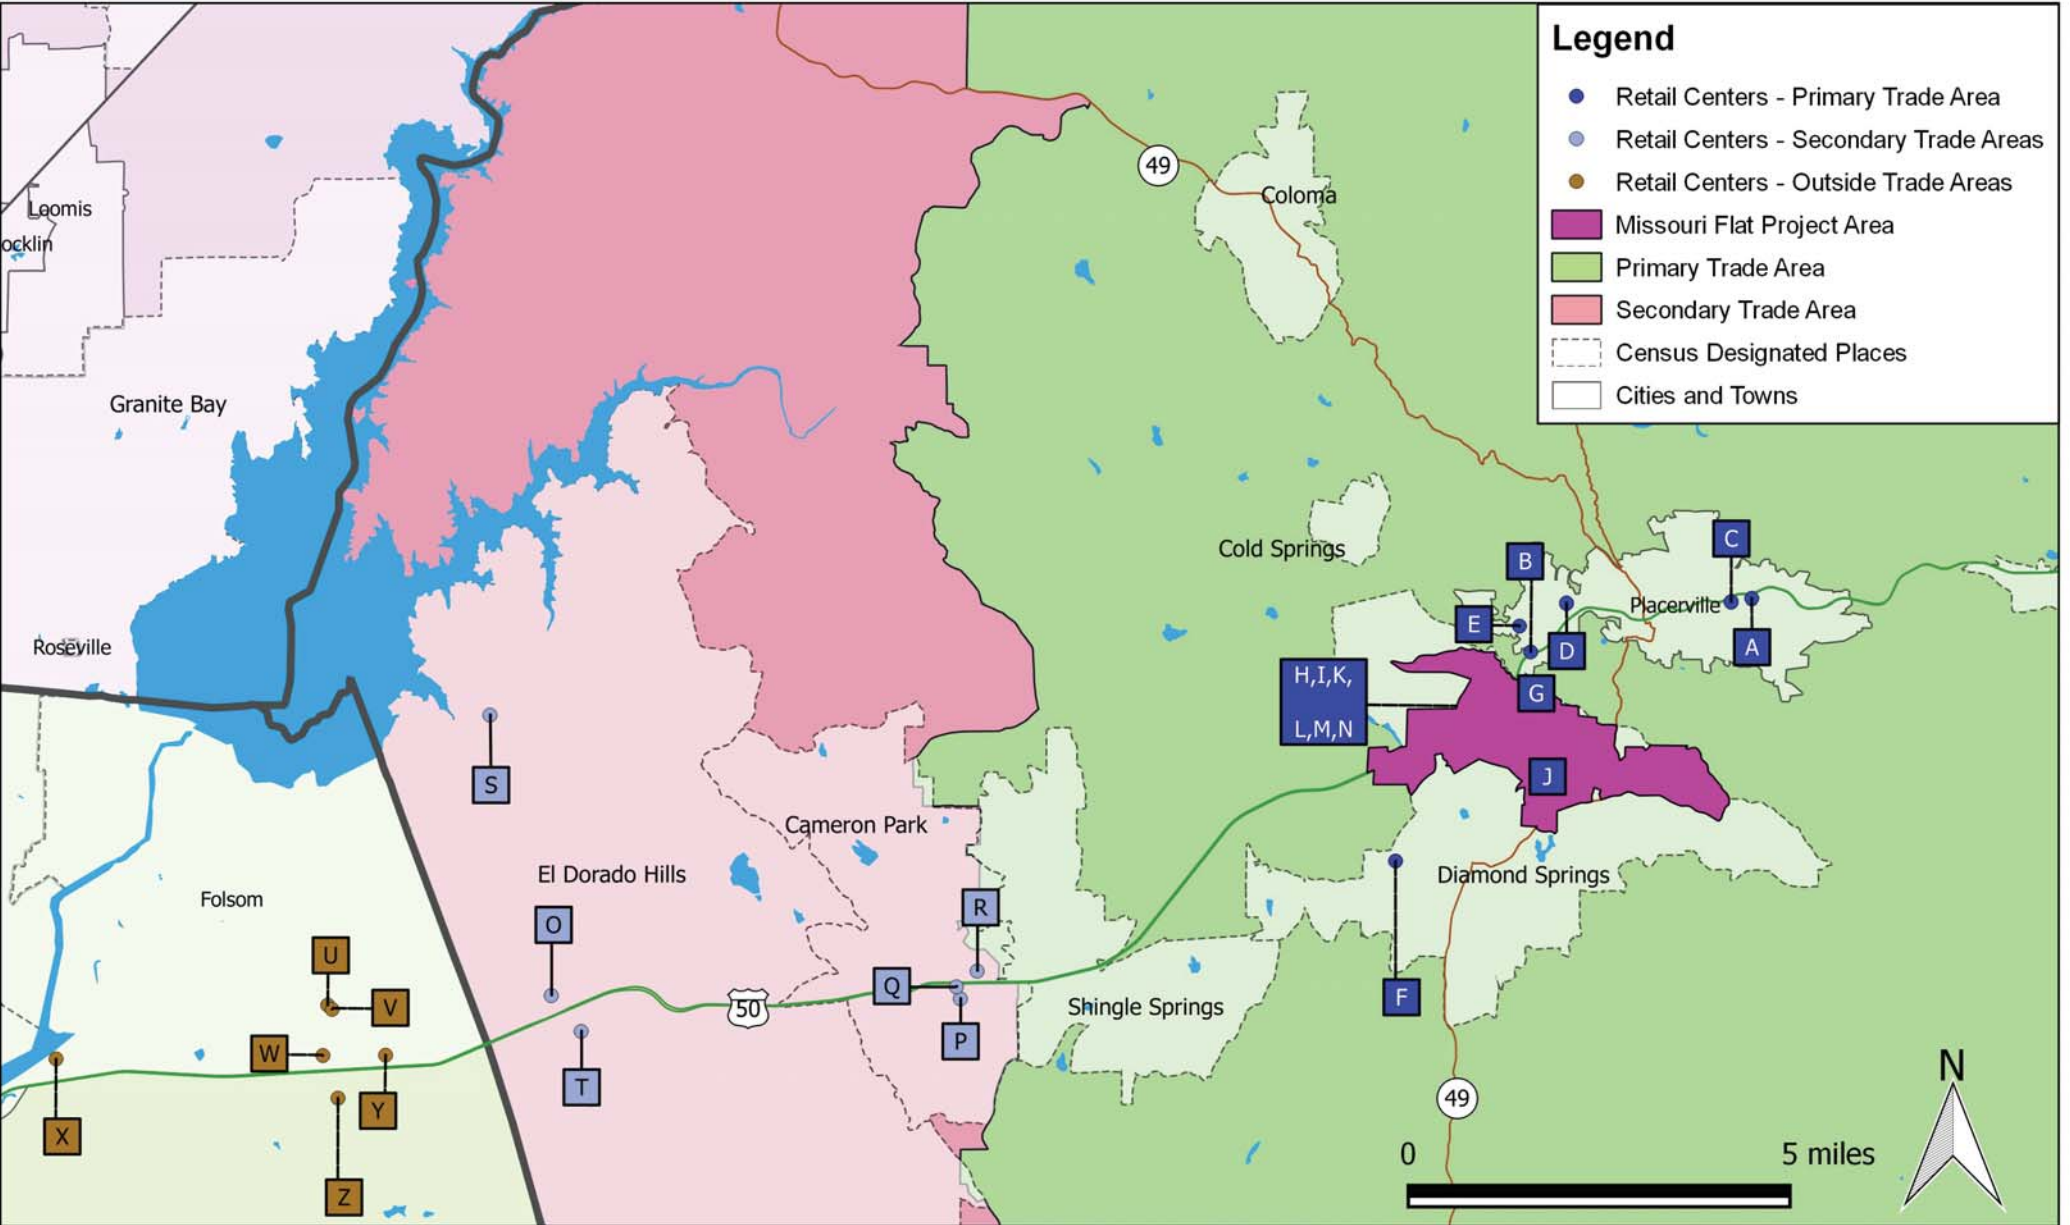 Legend
Retail Centers - Primary Trade Area
Retail Centers - Secondary Trade Areas
Retail Centers - Outside Trade Areas
Missouri Flat Project Area
Primary Trade Area
Secondary Trade Area
Census Designated Places
Cities and Towns
49
Coloma
Loomis
ocklin
Granite Bay
Cold Springs
C
B
Placerville
E
D
A
Roseville
H,I,K,
L,M,N
G
J
S
Cameron Park
El Dorado Hills
Diamond Springs
Folsom
R
O
U
V
Q
F
50
Shingle Springs
W
P
T
Y
X
Z
49
N
0
5 miles